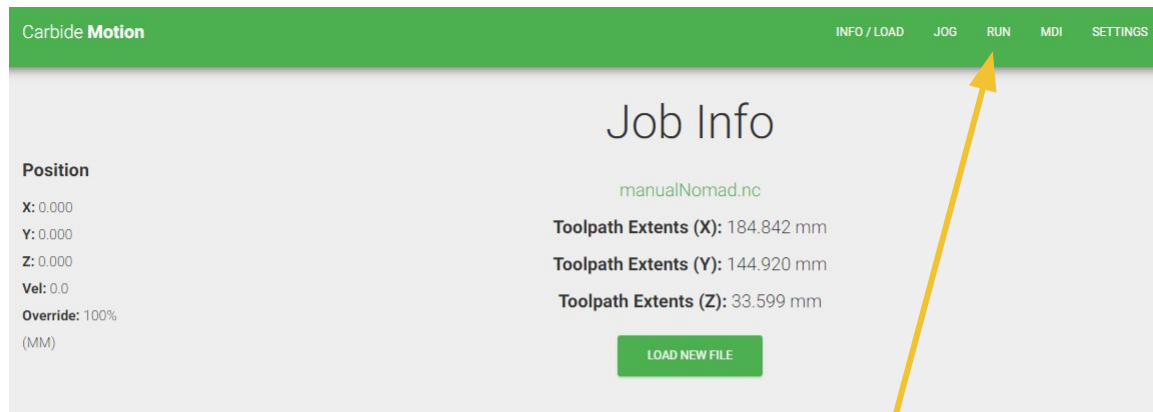 Carbide Motion
INFO / LOAD JOG RUN MDI SETTINGS
Job Info
Position
X: 0.000
Y: 0.000
Z: 0.000
Vel: 0.0
Override: 100%
(MM)
manualNomad.nc
Toolpath Extents (X): 184.842 mm
Toolpath Extents (Y): 144.920 mm
Toolpath Extents (Z): 33.599 mm
LOAD NEW FILE